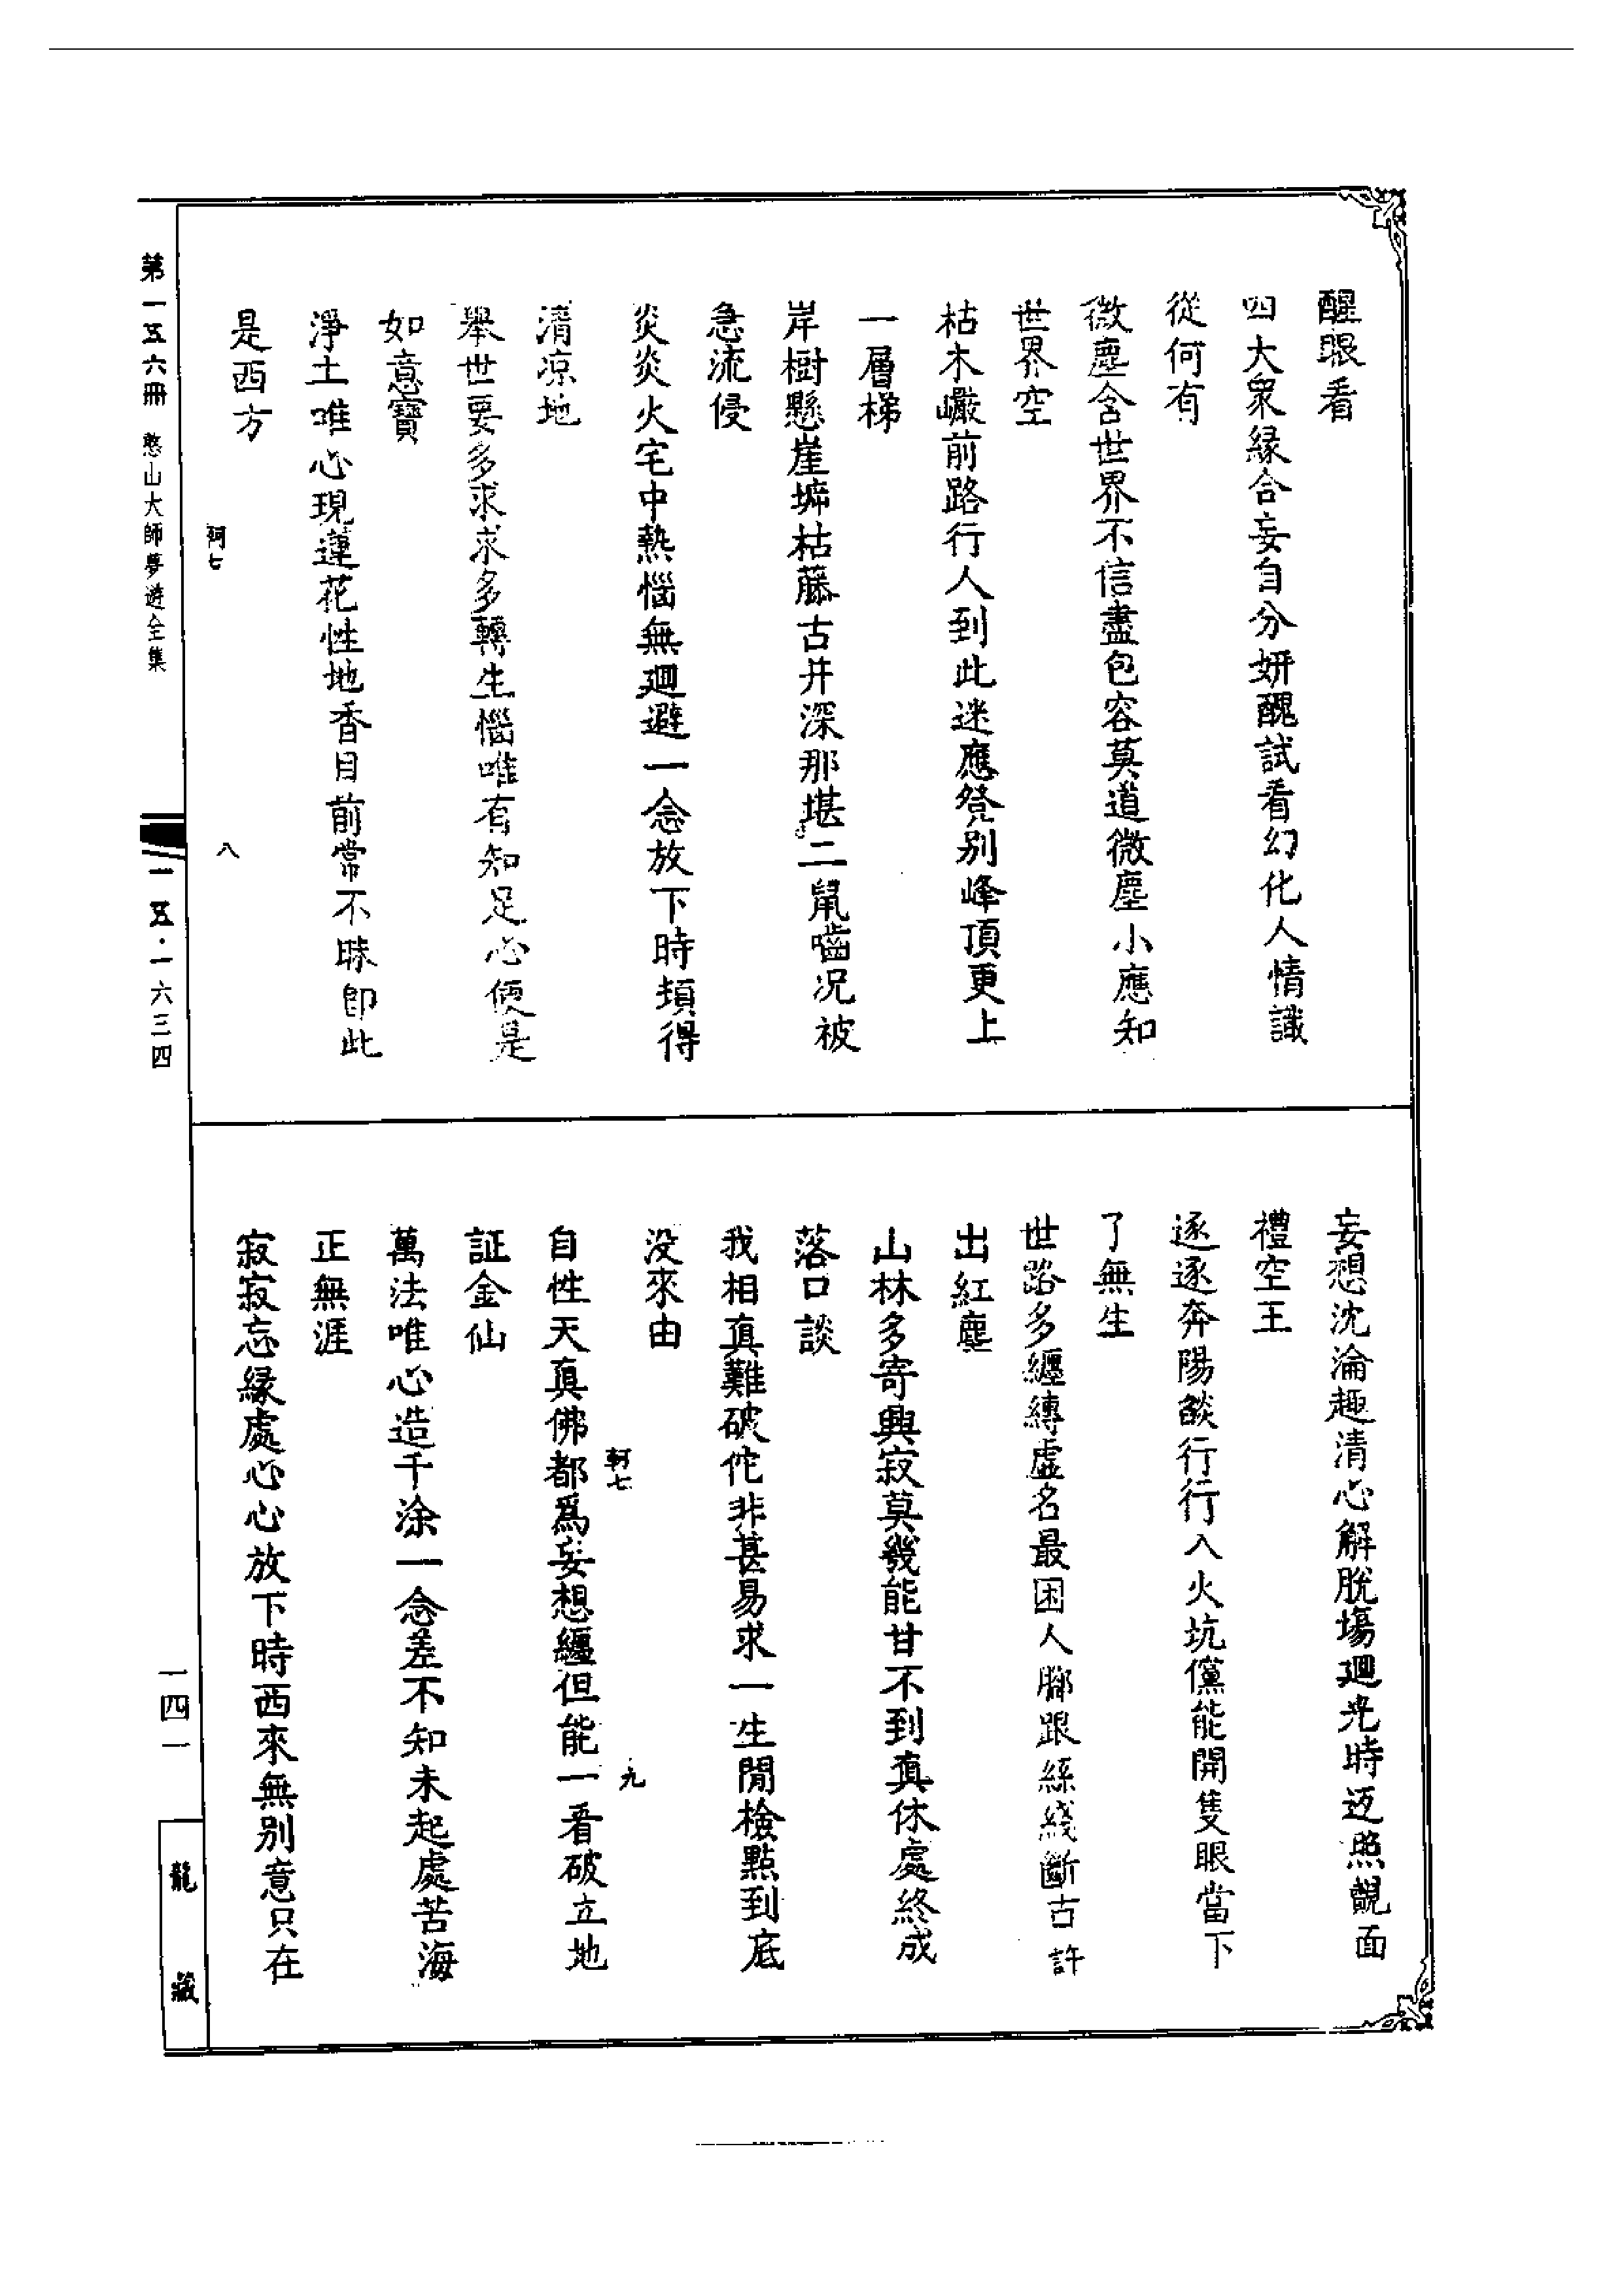 醒眼看
四大衆緣合妄自分妍醜試看幻化人情識
從何有
微塵含世界不信盡包容莫道微塵小應知
世界空
枯木巖前路行人到此迷應登別峰頂更上
一層梯
岸樹懸崖墻枯藤古井深那堪二鼠嚙况被
急流侵
炎炎火宅中熱惱無廻避一念放下時頓得
清凉地
舉世要多求求多轉生惱唯有知足心便是
如意寶
軻七
八
淨土唯心現蓮花性地香目前常不昧卽此
是西方
妄想沈淪趣清心解脫塲廻光時返照覿面
禮空王
逐逐奔陽燄行行入火坑儻能開隻眼當下
了無生
世路多纏縛虛名最困人腳跟絲綫斷古許
出紅塵
山林多寄興寂莫幾能甘不到眞休處終成
落口談
我相眞難破佗非甚易求一生閒檢點到底
没來由
軻七
九
自性天眞佛都爲妄想纏但能一看破立地
証金仙
萬法唯心造千涂一念差不知未起處苦海
正無涯
寂寂忘緣處心心放下時西來無別意只在
第一五六冊 憨山大師夢遊全集
一五五·一六三四
一四一
龍藏